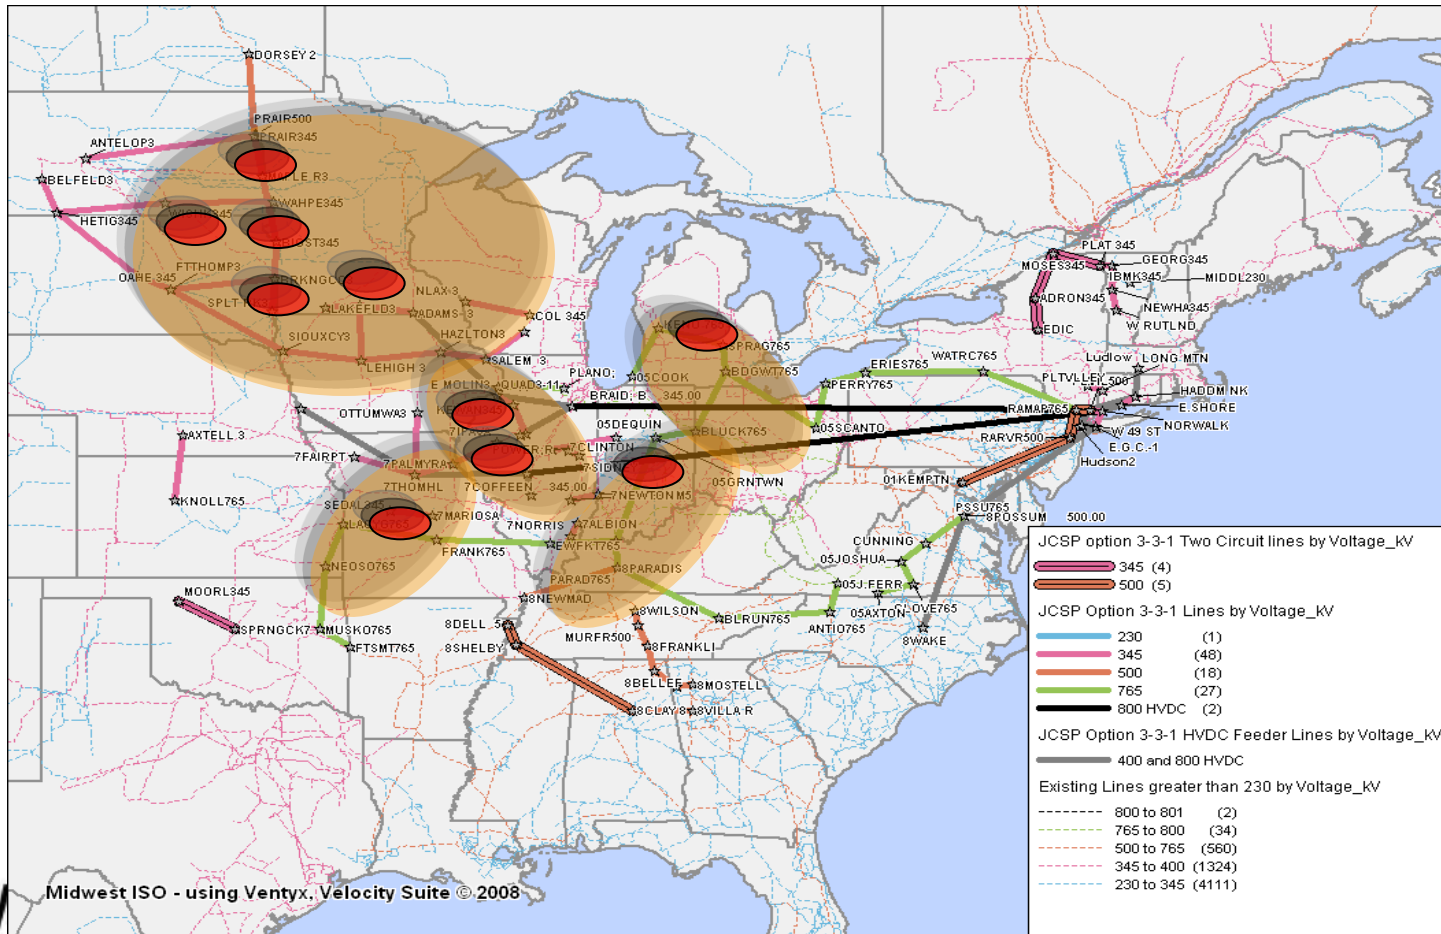 DORSEY 2
PRAIR500
PRAIR345
ANTELOP3
MAPLE R3
BELFELD3
WAHPE345
HETIG345
BIGST345
PLAT 345
GEORG345
MOSES345
IBMK345
MIDDL230
FTTHOMP3
OAHE 345
NLAX-3
ADRON345
NEWHA345
W RUTLND
LAKEFLD3
ADAMS-3
COL 345
EDIC
HAZLTON3
SPRAG765
SIOUXCY3
SALEM 3
WATRC765
ERIES765
Ludlow
LONG MTN
LEHIGH 3
PLANO;
05COOK
BDGWT765
PERRY765
PLTVLLEY
500
HADDM NK
E MOLIN3
QUAD3-11
BRAID; B
345.00
RAMAP765
E.SHORE
OTTUMWA3
05DEQUIN
BLUCK765
05SCANTO
NORWALK
W 49 ST
RARVR500
E.G.C.-1
Hudson2
AXTELL 3
7FAIRPT
7PALMYRA
7CLINTON
7THOMHL
7COFFEEN
345.00
05GRNTWN
01KEMPTN
KNOLL765
SEDAL345
7MARIOSA
7NORRIS
7NEWTON
M5
7ALBION
PSSU765
8POSSUM
500.00
FRANK765
EWFKT765
CUNNING
05JOSHUA
NEOSO765
8PARADIS
PARAD765
05J.FERR
MOORL345
8NEWMAD
8WILSON
BLRUN765
05AXTON
LOVE765
ANTIO765
8WAKE
SPRNGCK7
MUSKO765
8DELL 5
MURFR500
FTSMT765
8SHELBY
8FRANKLI
8BELLEF
8MOSTELL
8CLAY 8
8VILLA R
JCSP option 3-3-1 Two Circuit lines by Voltage_kV
345 (4)
500 (5)
JCSP Option 3-3-1 Lines by Voltage_kV
230 (1)
345 (48)
500 (18)
765 (27)
800 HVDC (2)
JCSP Option 3-3-1 HVDC Feeder Lines by Voltage_kV
400 and 800 HVDC
Existing Lines greater than 230 by Voltage_kV
800 to 801 (2)
765 to 800 (34)
500 to 765 (560)
345 to 400 (1324)
230 to 345 (4111)
Midwest ISO - using Ventyx, Velocity Suite © 2008